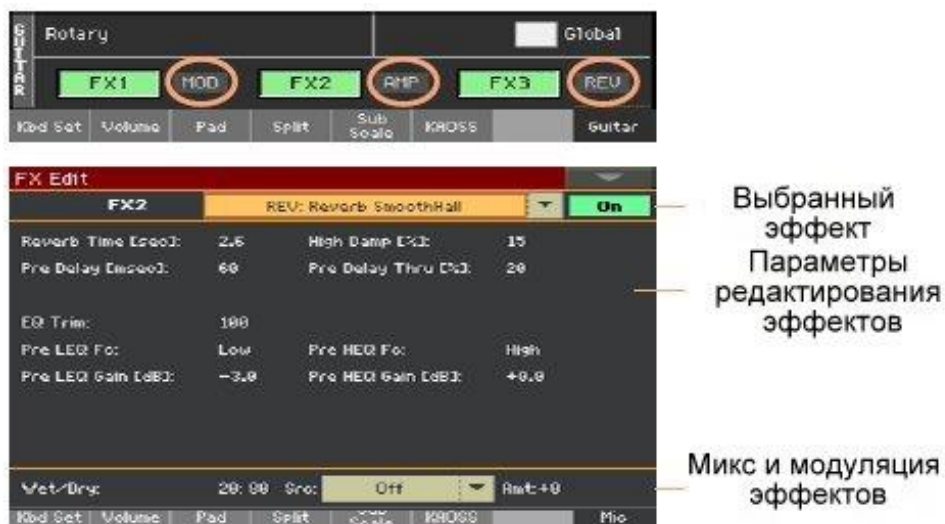 GUITAR
Rotary Global
FX1 MOD FX2 AMP FX3 REV
Kbd Set Volume Pad Split Sub Scale KAOSS Guitar
FX Edit
FX2 REV: Reverb SmoothHall On
Reverb Time [sec]: 2.6 High Damp [%]: 15
Pre Delay [msec]: 60 Pre Delay Thru [%]: 20
EQ Trim: 100
Pre LEQ Fc: Low Pre HEQ Fc: High
Pre LEQ Gain [dB]: -3.0 Pre HEQ Gain [dB]: +0.0
Wet/Dry: Src: Off Amt:+0
Kbd Set Volume Pad Split Scale KAOSS Mic
Выбранный
эффект
Параметры
редактирования
эффектов
Микс и модуляция
эффектов